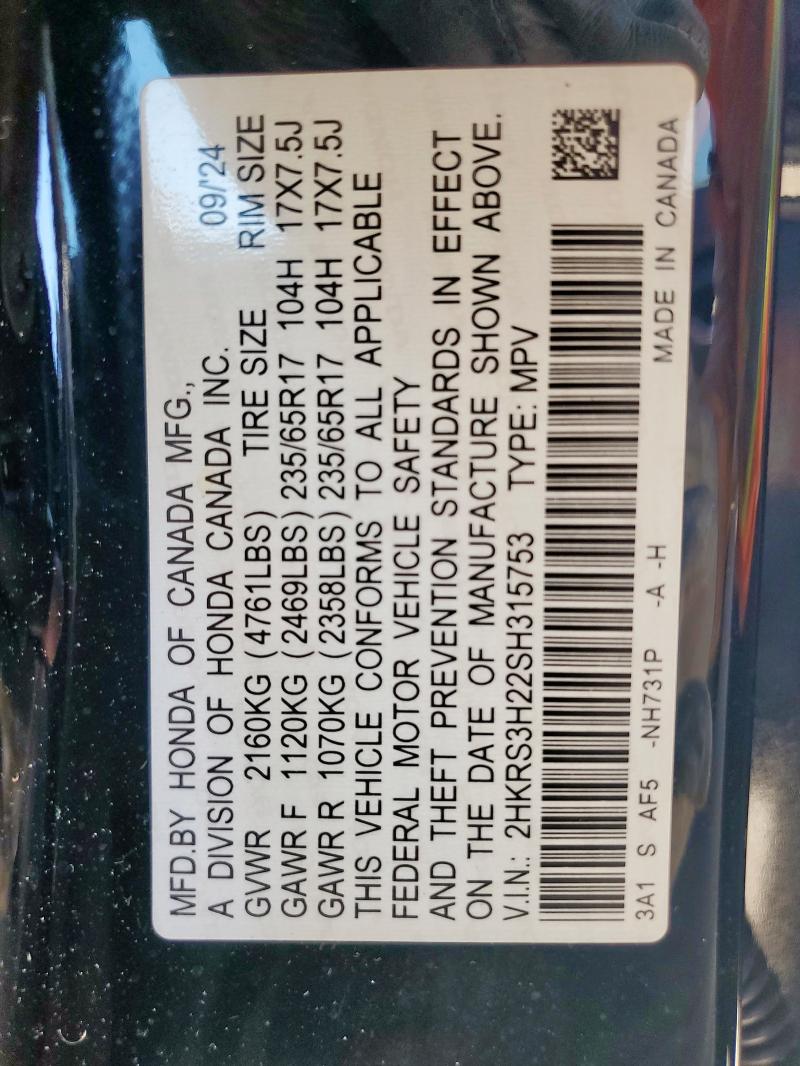 MFD.BY HONDA OF CANADA MFG.,
A DIVISION OF HONDA CANADA INC. 09/'24
GVWR 2160KG (4761LBS) TIRE SIZE RIM SIZE
GAWR F 1120KG (2469LBS) 235/65R17 104H 17X7.5J
GAWR R 1070KG (2358LBS) 235/65R17 104H 17X7.5J
THIS VEHICLE CONFORMS TO ALL APPLICABLE
FEDERAL MOTOR VEHICLE SAFETY
AND THEFT PREVENTION STANDARDS IN EFFECT
ON THE DATE OF MANUFACTURE SHOWN ABOVE.
V.I.N.: 2HKRS3H22SH315753 TYPE: MPV
3A1 S AF5 -NH731P -A -H MADE IN CANADA